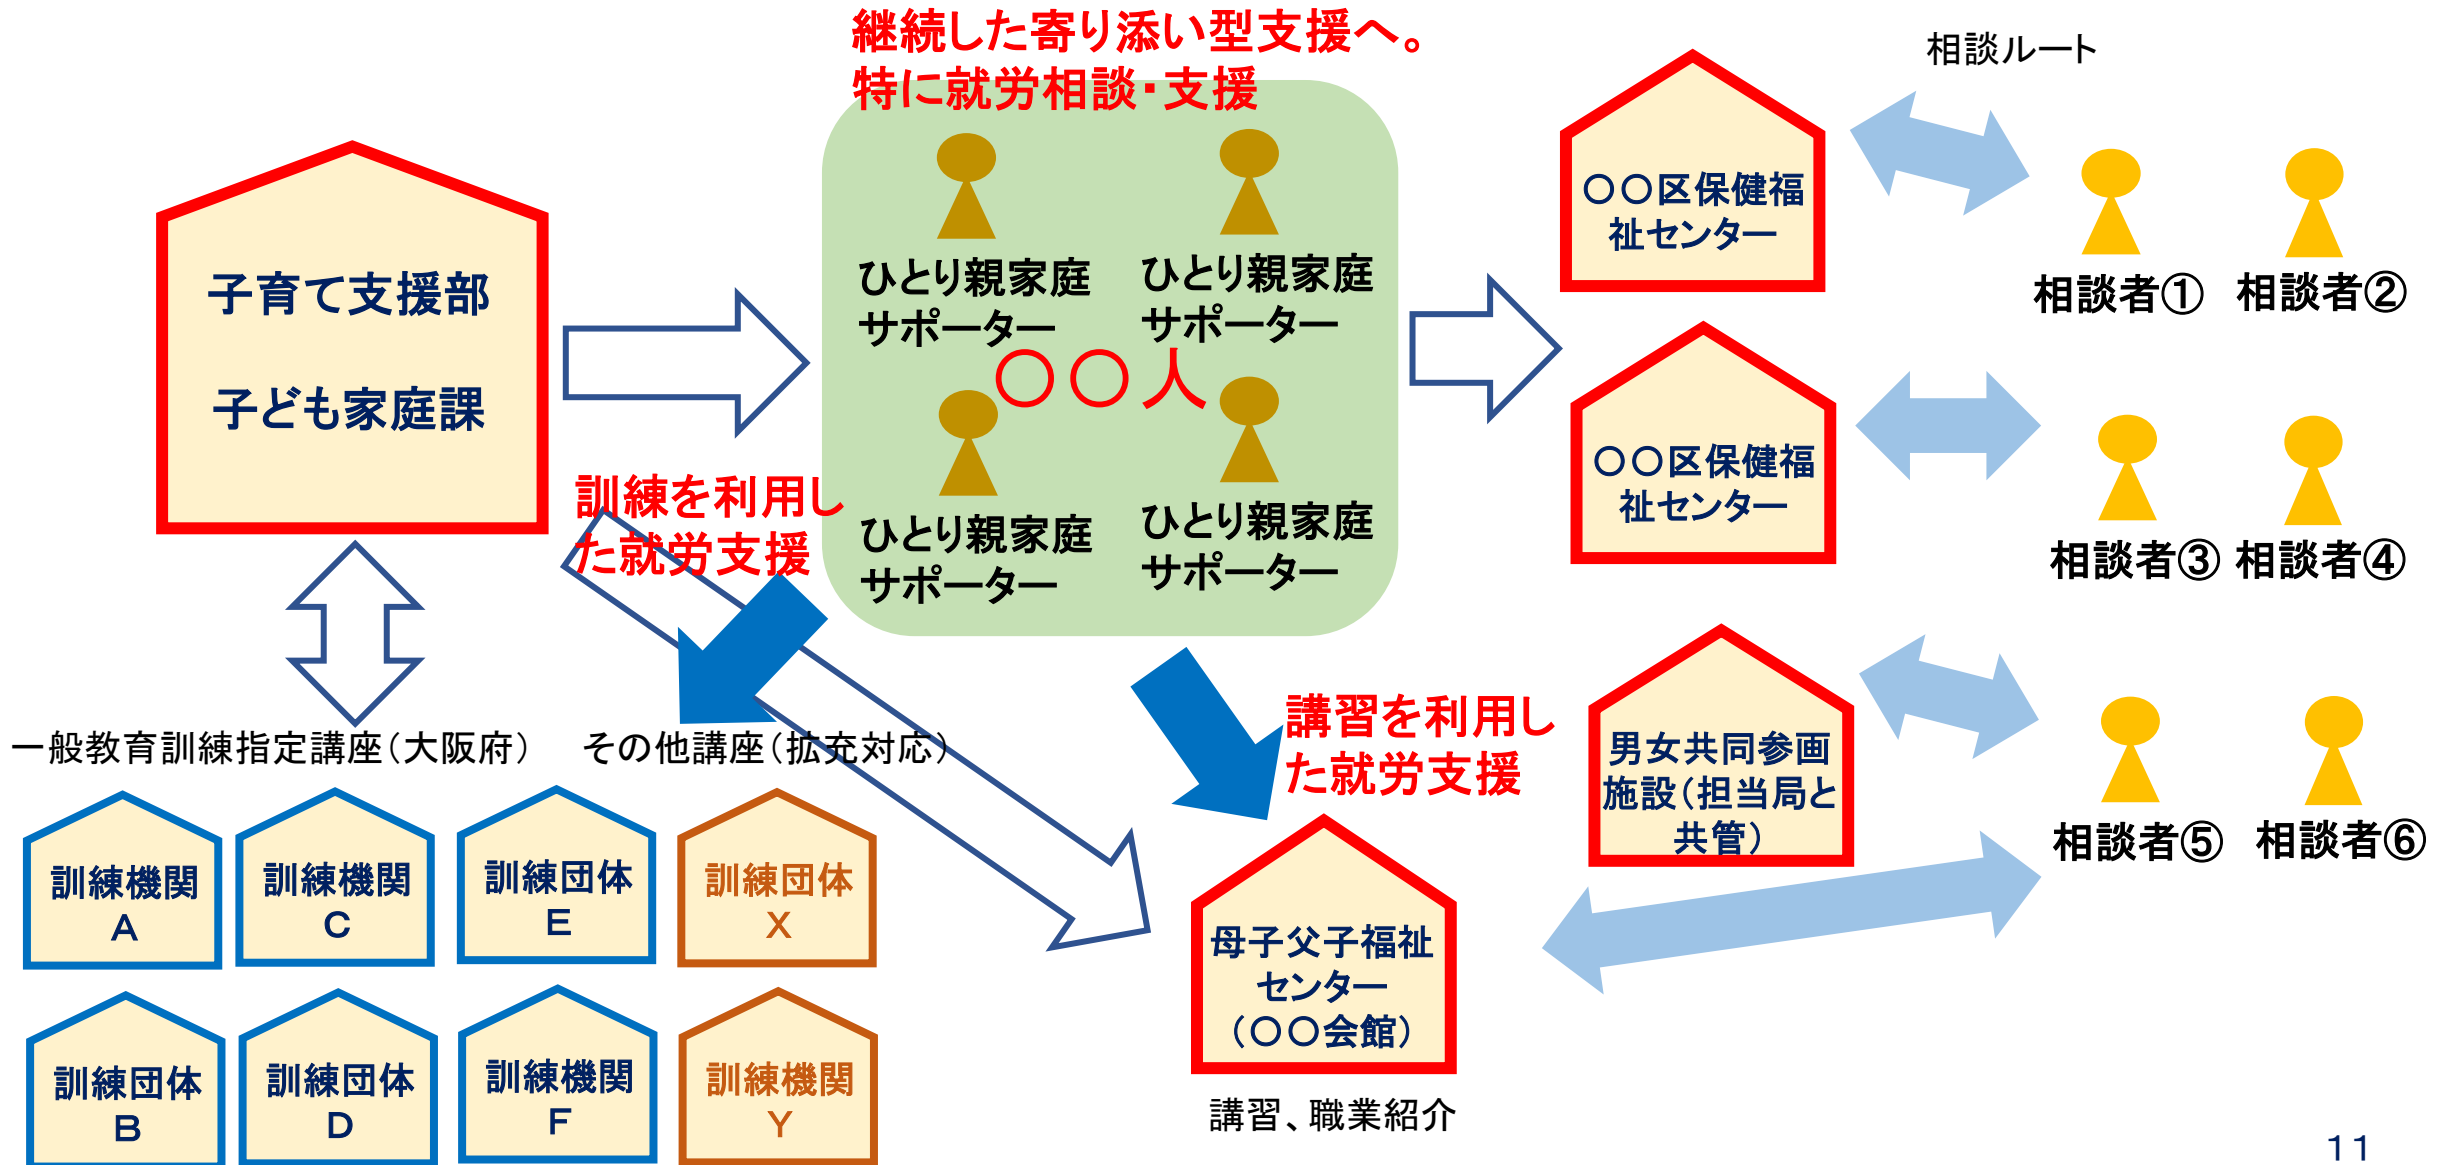 継続した寄り添い型支援へ。
特に就労相談・支援
相談ルート
子育て支援部
子ども家庭課
ひとり親家庭
サポーター
ひとり親家庭
サポーター
〇〇人
ひとり親家庭
サポーター
ひとり親家庭
サポーター
〇〇区保健福
祉センター
相談者①
相談者②
〇〇区保健福
祉センター
相談者③
相談者④
訓練を利用し
た就労支援
講習を利用し
た就労支援
男女共同参画
施設（担当局と
共管）
相談者⑤
相談者⑥
一般教育訓練指定講座（大阪府）
その他講座（拡充対応）
訓練機関
A
訓練機関
C
訓練団体
E
訓練団体
X
訓練団体
B
訓練団体
D
訓練機関
F
訓練機関
Y
母子父子福祉
センター
（〇〇会館）
講習、職業紹介
11